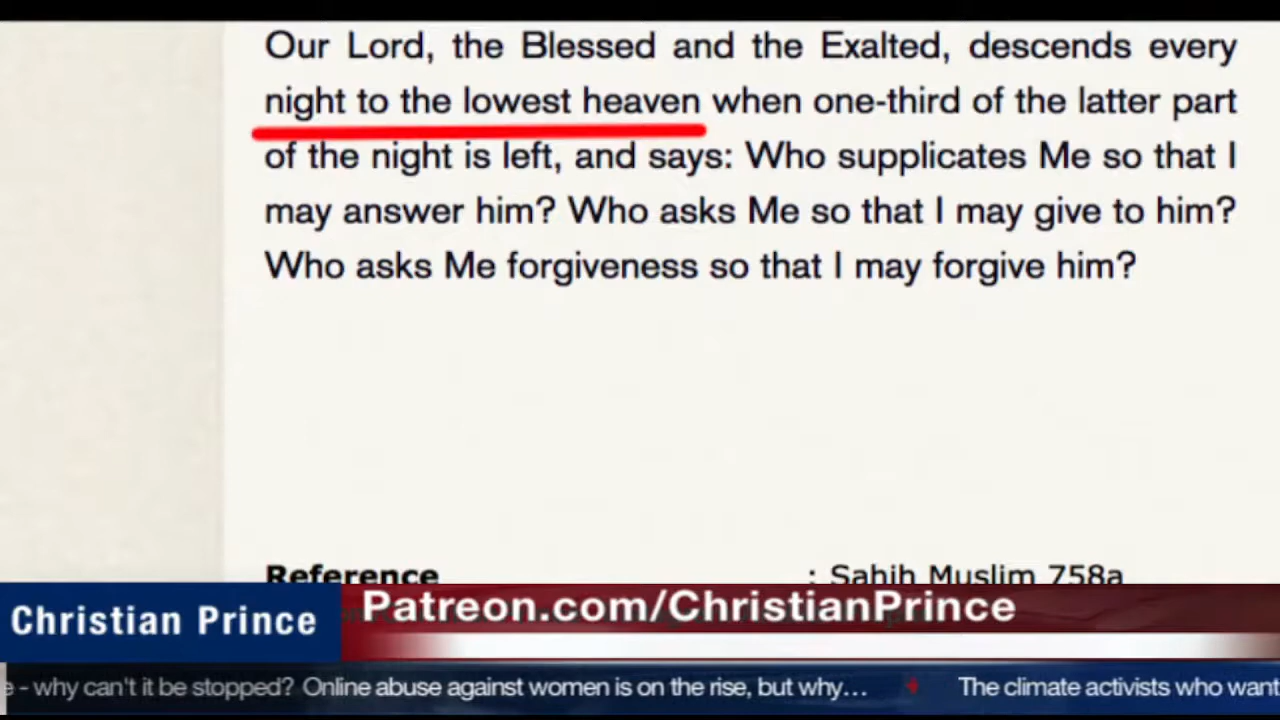 Our Lord, the Blessed and the Exalted, descends every
night to the lowest heaven when one-third of the latter part
of the night is left, and says: Who supplicates Me so that I
may answer him? Who asks Me so that I may give to him?
Who asks Me forgiveness so that I may forgive him?
Reference : Sahih Muslim 758a
Christian Prince
Patreon.com/ChristianPrince
- why can't it be stopped? Online abuse against women is on the rise, but why… The climate activists who want